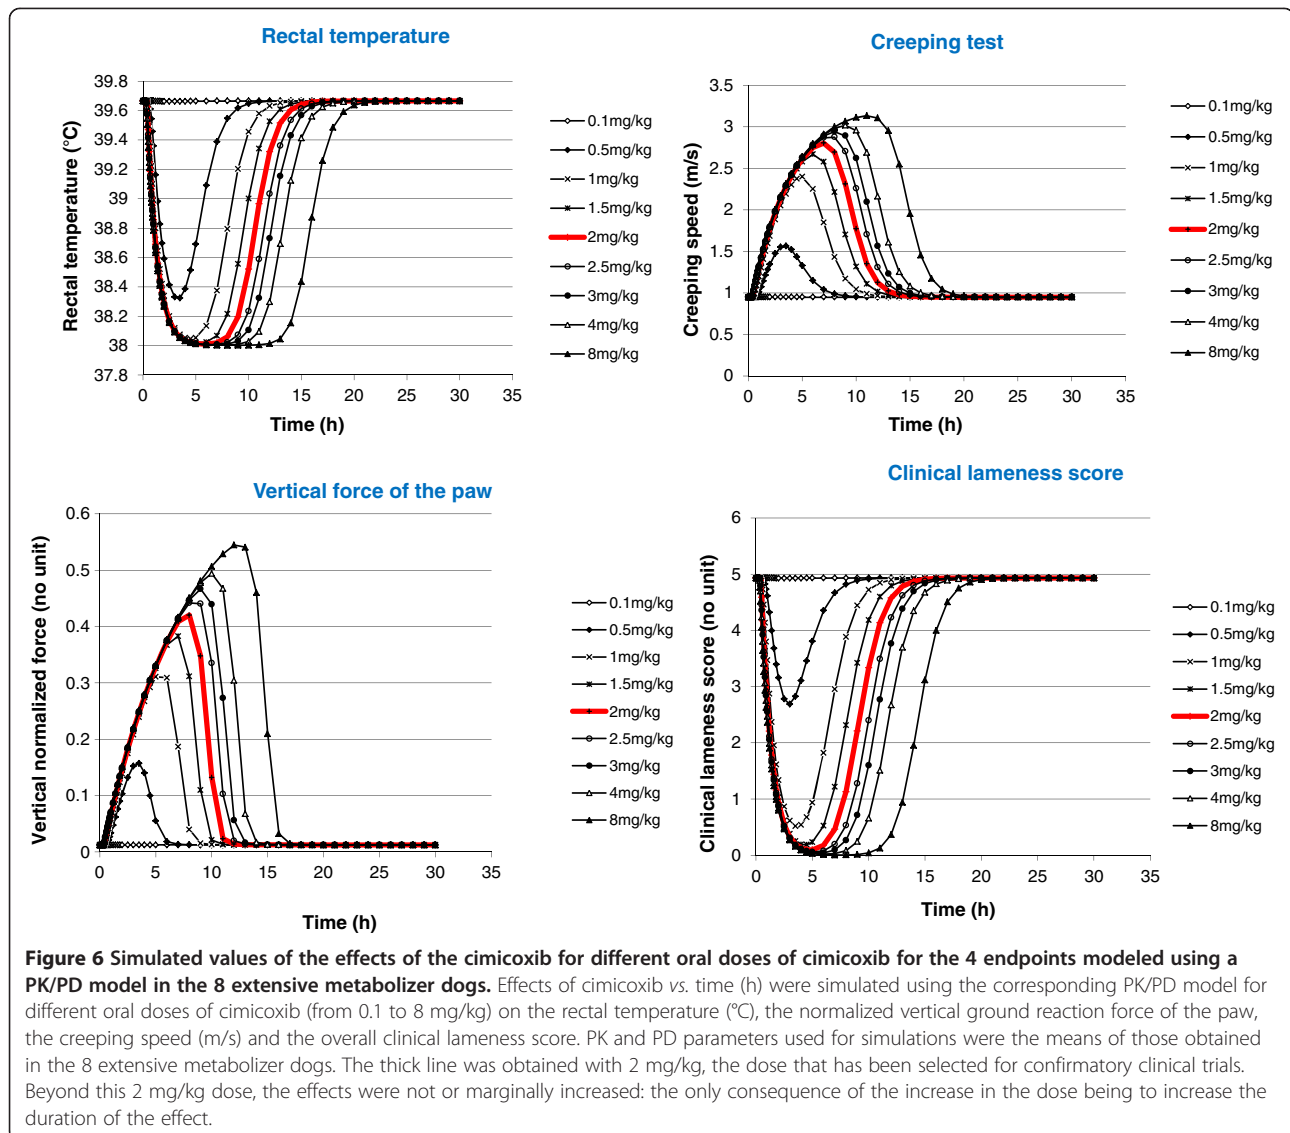 Rectal temperature
39.8
39.6
39.4
39.2
39
38.8
38.6
38.4
38.2
38
37.8
Rectal temperature (°C)
0 5 10 15 20 25 30 35
Time (h)
0.1mg/kg
0.5mg/kg
1mg/kg
1.5mg/kg
2mg/kg
2.5mg/kg
3mg/kg
4mg/kg
8mg/kg
Creeping test
3.5
3
2.5
2
1.5
1
0.5
0
Creeping speed (m/s)
0 5 10 15 20 25 30 35
Time (h)
0.1mg/kg
0.5mg/kg
1mg/kg
1.5mg/kg
2mg/kg
2.5mg/kg
3mg/kg
4mg/kg
8mg/kg
Vertical force of the paw
0.6
0.5
0.4
0.3
0.2
0.1
0
Vertical normalized force (no unit)
0 5 10 15 20 25 30 35
Time (h)
0.1mg/kg
0.5mg/kg
1mg/kg
1.5mg/kg
2mg/kg
2.5mg/kg
3mg/kg
4mg/kg
8mg/kg
Clinical lameness score
6
5
4
3
2
1
0
Clinical lameness score (no unit)
0 5 10 15 20 25 30 35
Time (h)
0.1mg/kg
0.5mg/kg
1mg/kg
1.5mg/kg
2mg/kg
2.5mg/kg
3mg/kg
4mg/kg
8mg/kg
Figure 6 Simulated values of the effects of the cimicoxib for different oral doses of cimicoxib for the 4 endpoints modeled using a
PK/PD model in the 8 extensive metabolizer dogs. Effects of cimicoxib vs. time (h) were simulated using the corresponding PK/PD model for
different oral doses of cimicoxib (from 0.1 to 8 mg/kg) on the rectal temperature (°C), the normalized vertical ground reaction force of the paw,
the creeping speed (m/s) and the overall clinical lameness score. PK and PD parameters used for simulations were the means of those obtained
in the 8 extensive metabolizer dogs. The thick line was obtained with 2 mg/kg, the dose that has been selected for confirmatory clinical trials.
Beyond this 2 mg/kg dose, the effects were not or marginally increased: the only consequence of the increase in the dose being to increase the
duration of the effect.